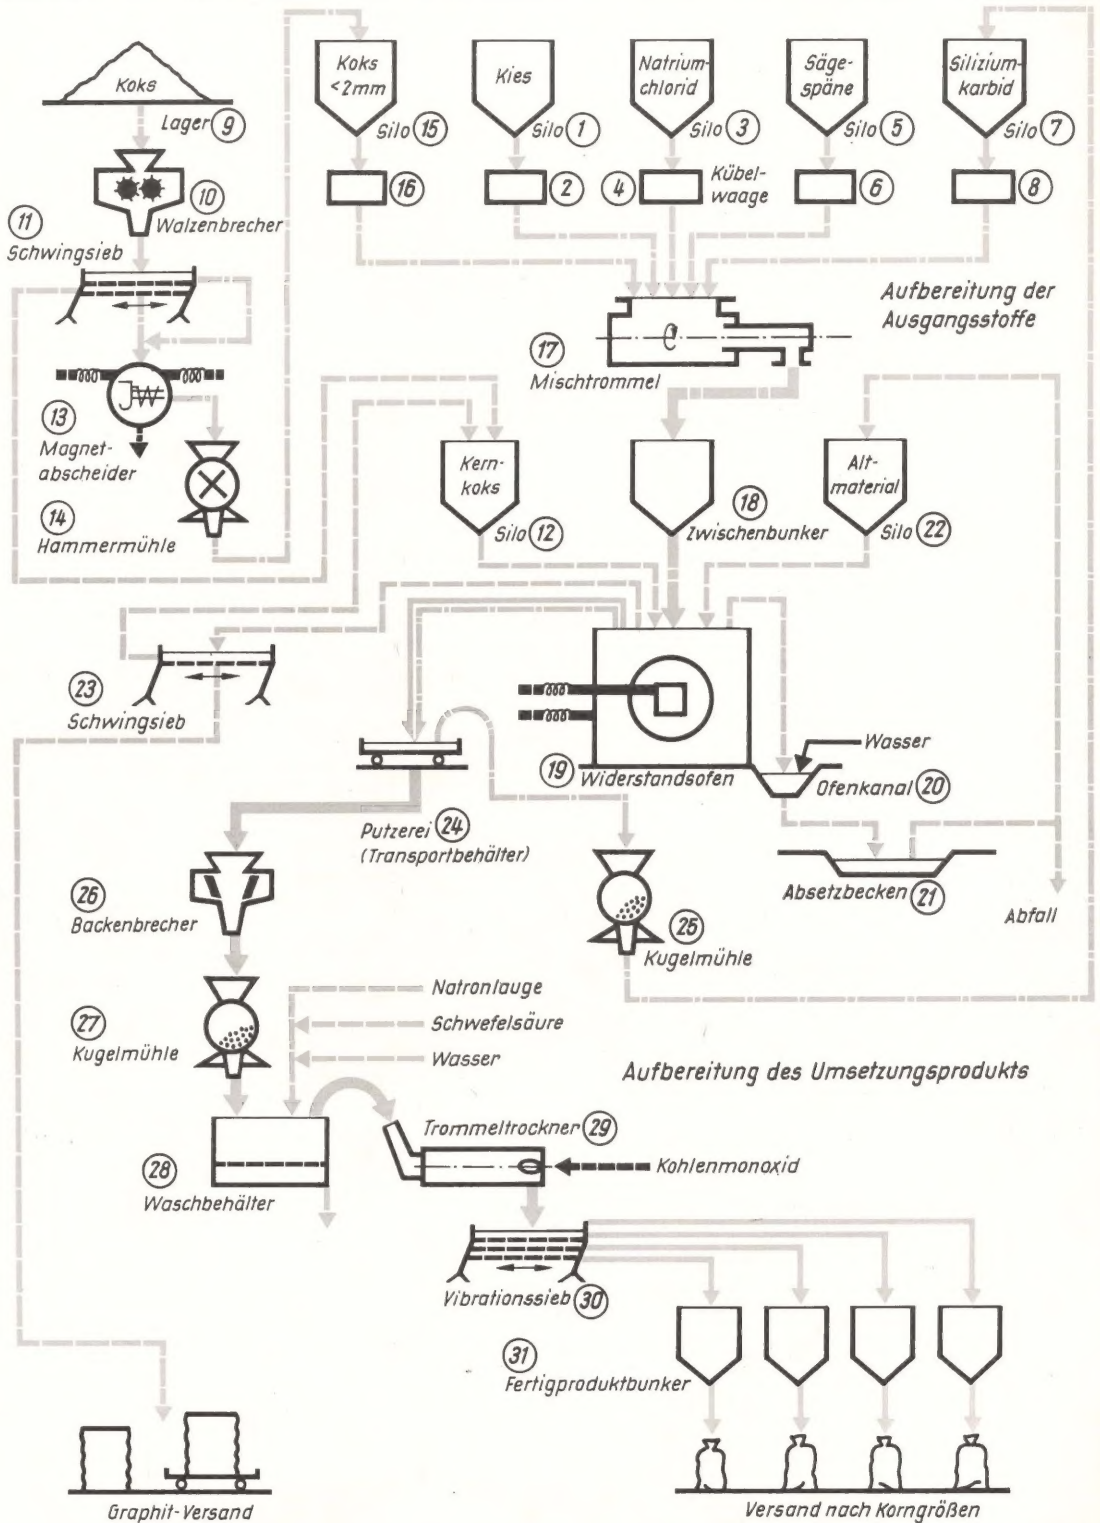 Koks
Lager 9
10
Walzenbrecher
11
Schwingsieb
13
Magnet-
abscheider
14
Hammermühle
Koks
<2mm
Silo 15
16
Kies
Silo 1
2
Natrium-
chlorid
Silo 3
4
Kübel-
waage
Säge-
späne
Silo 5
6
Silizium-
karbid
Silo 7
8
Aufbereitung der
Ausgangsstoffe
17
Mischtrommel
Kern-
koks
Silo 12
18
Zwischenbunker
Alt-
material
Silo 22
23
Schwingsieb
19 Widerstandsofen
Wasser
Ofenkanal 20
Putzerei 24
(Transportbehälter)
Absetzbecken 21
Abfall
26
Backenbrecher
25
Kugelmühle
27
Kugelmühle
Natronlauge
Schwefelsäure
Wasser
Aufbereitung des Umsetzungsprodukts
28
Waschbehälter
Trommeltrockner 29
Kohlenmonoxid
Vibrationssieb 30
31
Fertigproduktbunker
Graphit-Versand
Versand nach Korngrößen